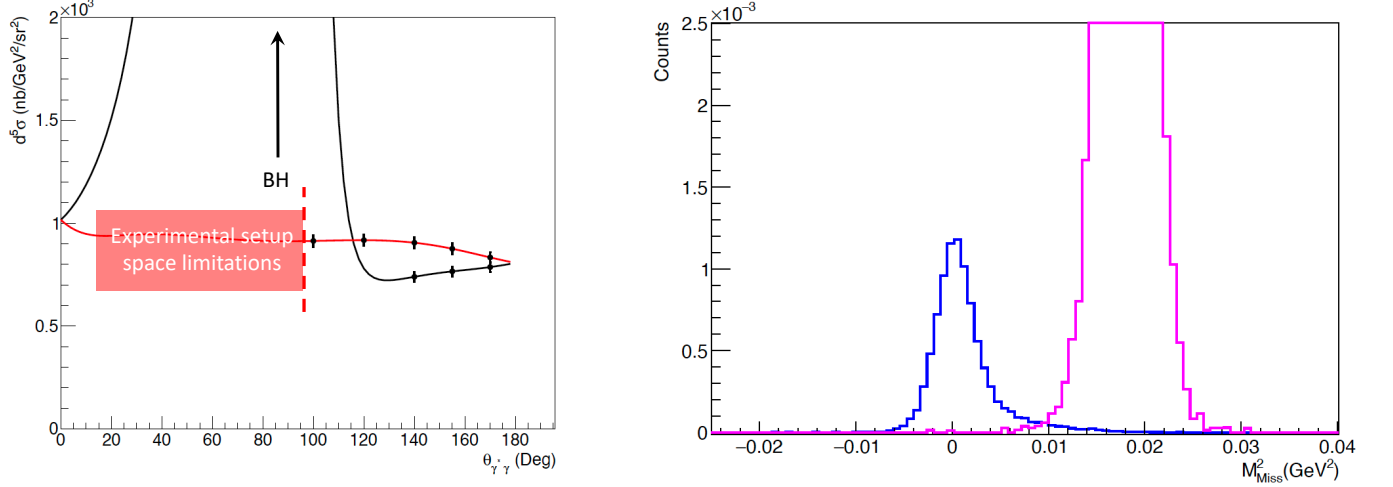 2×10³
d⁵σ (nb/GeV²/sr²)
1.5
1
0.5
0
BH
Experimental setup
space limitations
0 20 40 60 80 100 120 140 160 180
θγ*γ (Deg)
×10⁻³
2.5
Counts
2
1.5
1
0.5
0
−0.02 −0.01 0 0.01 0.02 0.03 0.04
M²Miss(GeV²)